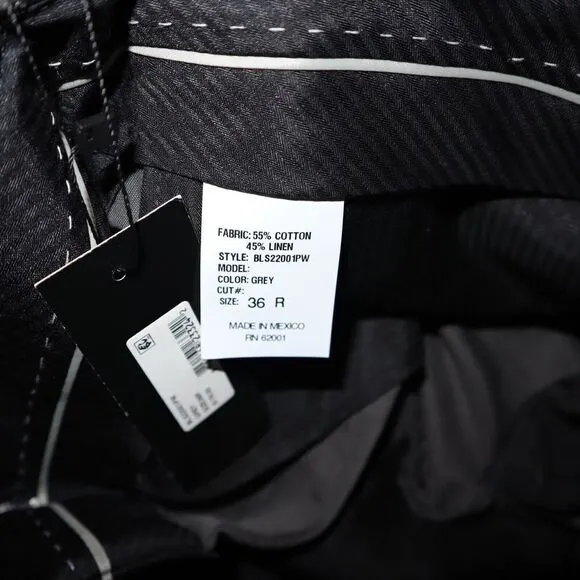 FABRIC: 55% COTTON
45% LINEN
STYLE: BLS22001PW
MODEL:
COLOR: GREY
CUT#:
SIZE: 36 R
MADE IN MEXICO
RN 62001